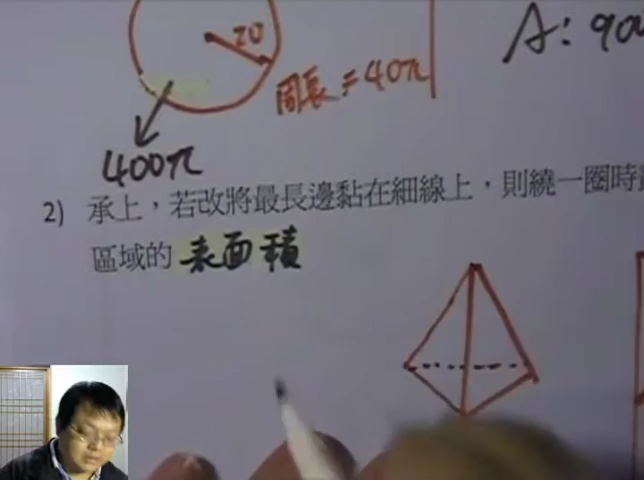 20
A: 90
周長 = 40π
400π
2) 承上，若改將最長邊黏在細線上，則繞一圈時
區域的表面積